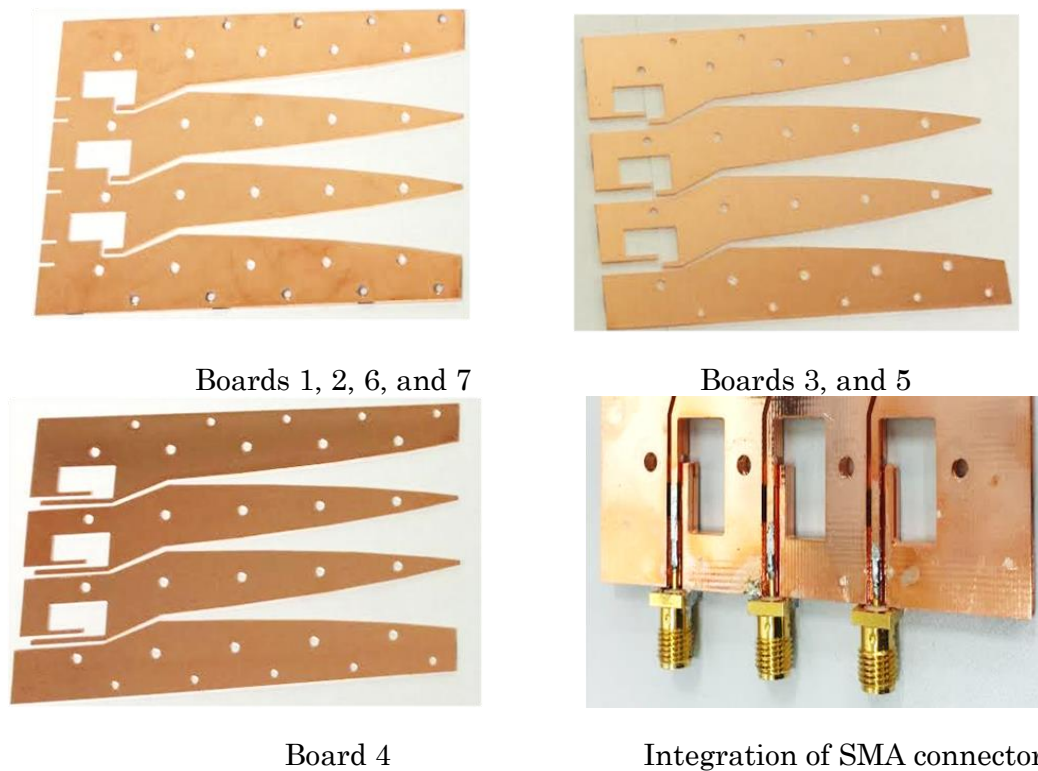 Boards 1, 2, 6, and 7
Boards 3, and 5
Board 4
Integration of SMA connector